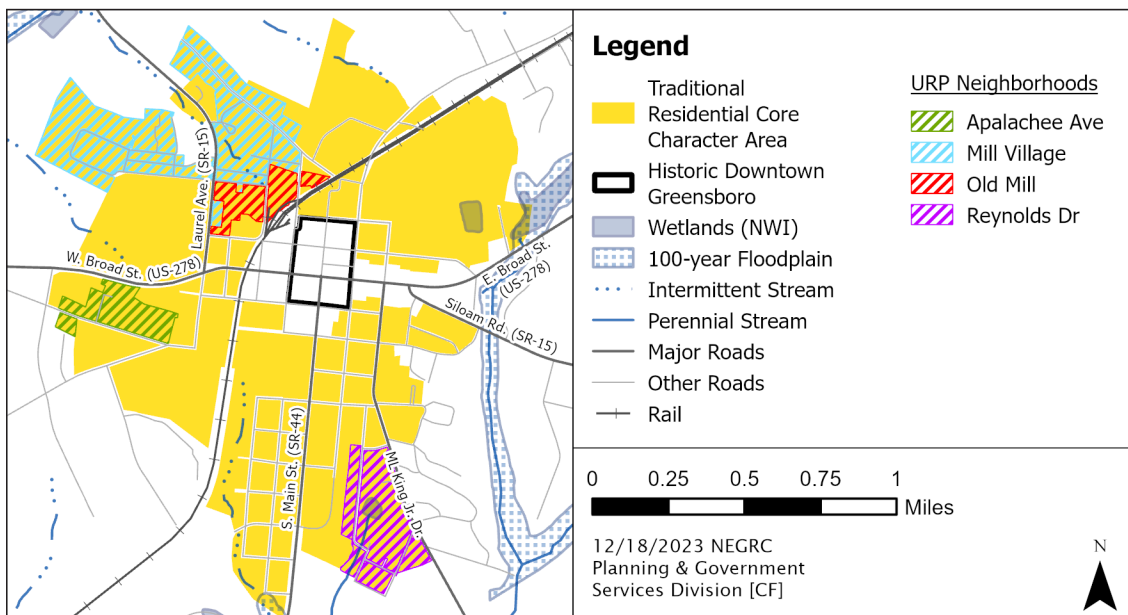 Laurel Ave. (SR-15)
W. Broad St. (US-278)
E. Broad St.
(US-278)
Siloam Rd. (SR-15)
S. Main St. (SR-44)
ML King Jr. Dr.
Legend
Traditional
Residential Core
Character Area
Historic Downtown
Greensboro
Wetlands (NWI)
100-year Floodplain
Intermittent Stream
Perennial Stream
Major Roads
Other Roads
Rail
URP Neighborhoods
Apalachee Ave
Mill Village
Old Mill
Reynolds Dr
0 0.25 0.5 0.75 1
Miles
12/18/2023 NEGRC
Planning & Government
Services Division [CF]
N